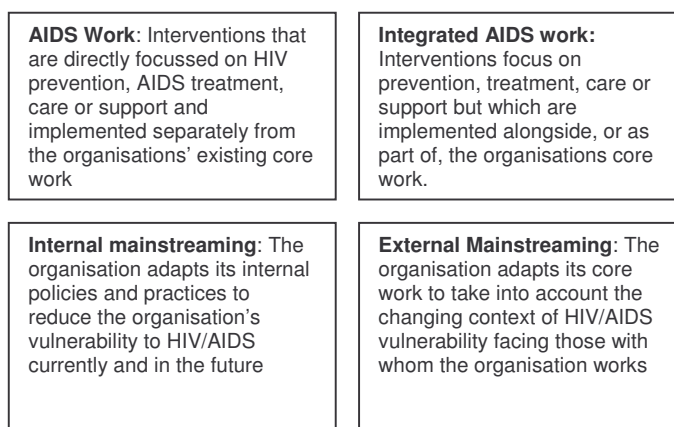 AIDS Work: Interventions that
are directly focussed on HIV
prevention, AIDS treatment,
care or support and
implemented separately from
the organisations' existing core
work
Integrated AIDS work:
Interventions focus on
prevention, treatment, care or
support but which are
implemented alongside, or as
part of, the organisations core
work.
Internal mainstreaming: The
organisation adapts its internal
policies and practices to
reduce the organisation's
vulnerability to HIV/AIDS
currently and in the future
External Mainstreaming: The
organisation adapts its core
work to take into account the
changing context of HIV/AIDS
vulnerability facing those with
whom the organisation works